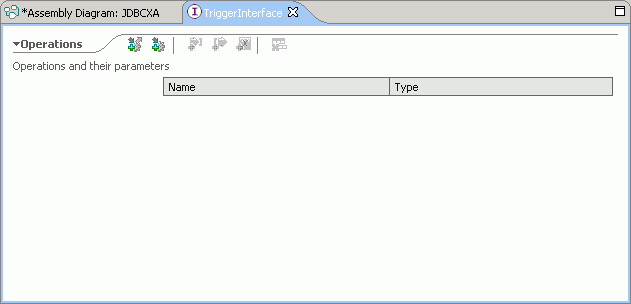 *Assembly Diagram: JDBCXA TriggerInterface
Operations
Operations and their parameters
Name Type